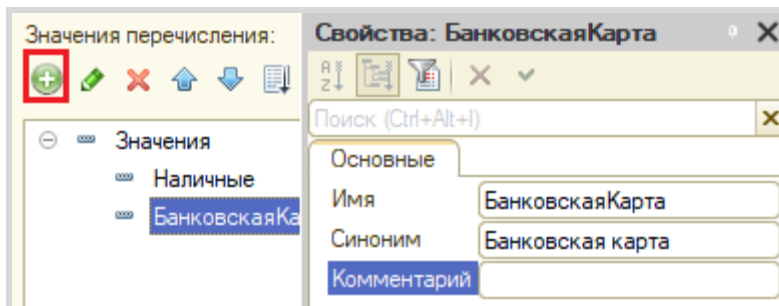 Значения перечисления:
Значения
Наличные
БанковскаяКа
Свойства: БанковскаяКарта
Поиск (Ctrl+Alt+I)
Основные
Имя БанковскаяКарта
Синоним Банковская карта
Комментарий